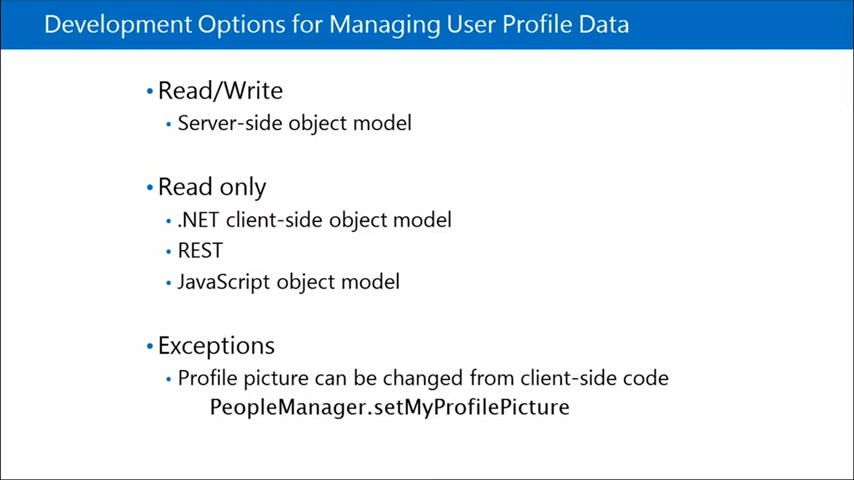 Development Options for Managing User Profile Data
• Read/Write
• Server-side object model
• Read only
• .NET client-side object model
• REST
• JavaScript object model
• Exceptions
• Profile picture can be changed from client-side code
PeopleManager.setMyProfilePicture